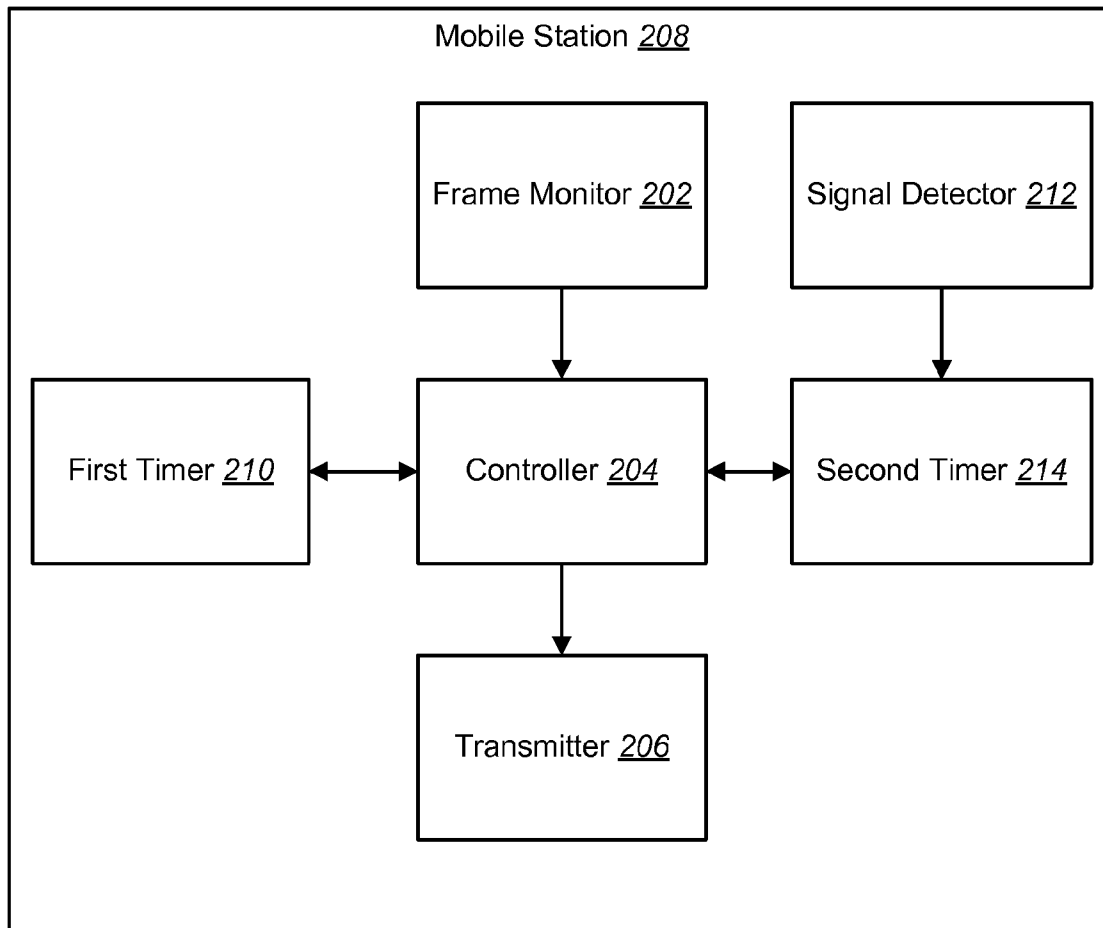 Mobile Station 208
Frame Monitor 202
Signal Detector 212
First Timer 210
Controller 204
Second Timer 214
Transmitter 206